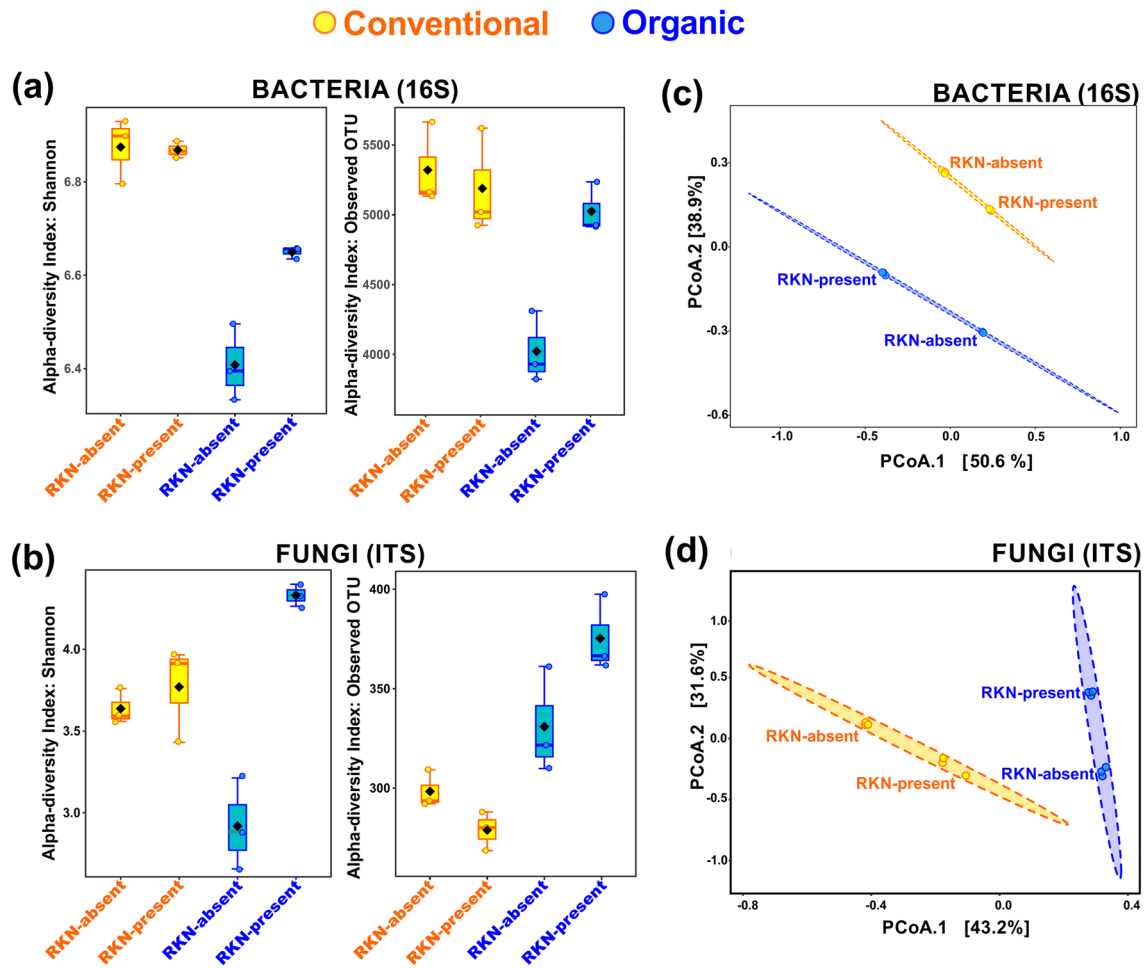 Conventional
Organic
(a)
BACTERIA (16S)
Alpha-diversity Index: Shannon
6.8
6.6
6.4
RKN-absent
RKN-present
RKN-absent
RKN-present
Alpha-diversity Index: Observed OTU
5000
4000
RKN-absent
RKN-present
RKN-absent
RKN-present
(c)
BACTERIA (16S)
PCoA.2 [38.9%]
0.3
0.0
-0.3
-0.6
RKN-absent
RKN-present
RKN-present
RKN-absent
-1.0
-0.5
0.0
0.5
1.0
PCoA.1 [50.6 %]
(b)
FUNGI (ITS)
Alpha-diversity Index: Shannon
4.0
3.5
3.0
RKN-absent
RKN-present
RKN-absent
RKN-present
Alpha-diversity Index: Observed OTU
400
350
300
RKN-absent
RKN-present
RKN-absent
RKN-present
(d)
FUNGI (ITS)
PCoA.2 [31.6%]
1.0
0.5
0.0
-0.5
-1.0
RKN-present
RKN-absent
RKN-absent
RKN-present
-0.8
-0.4
0.0
0.4
PCoA.1 [43.2%]